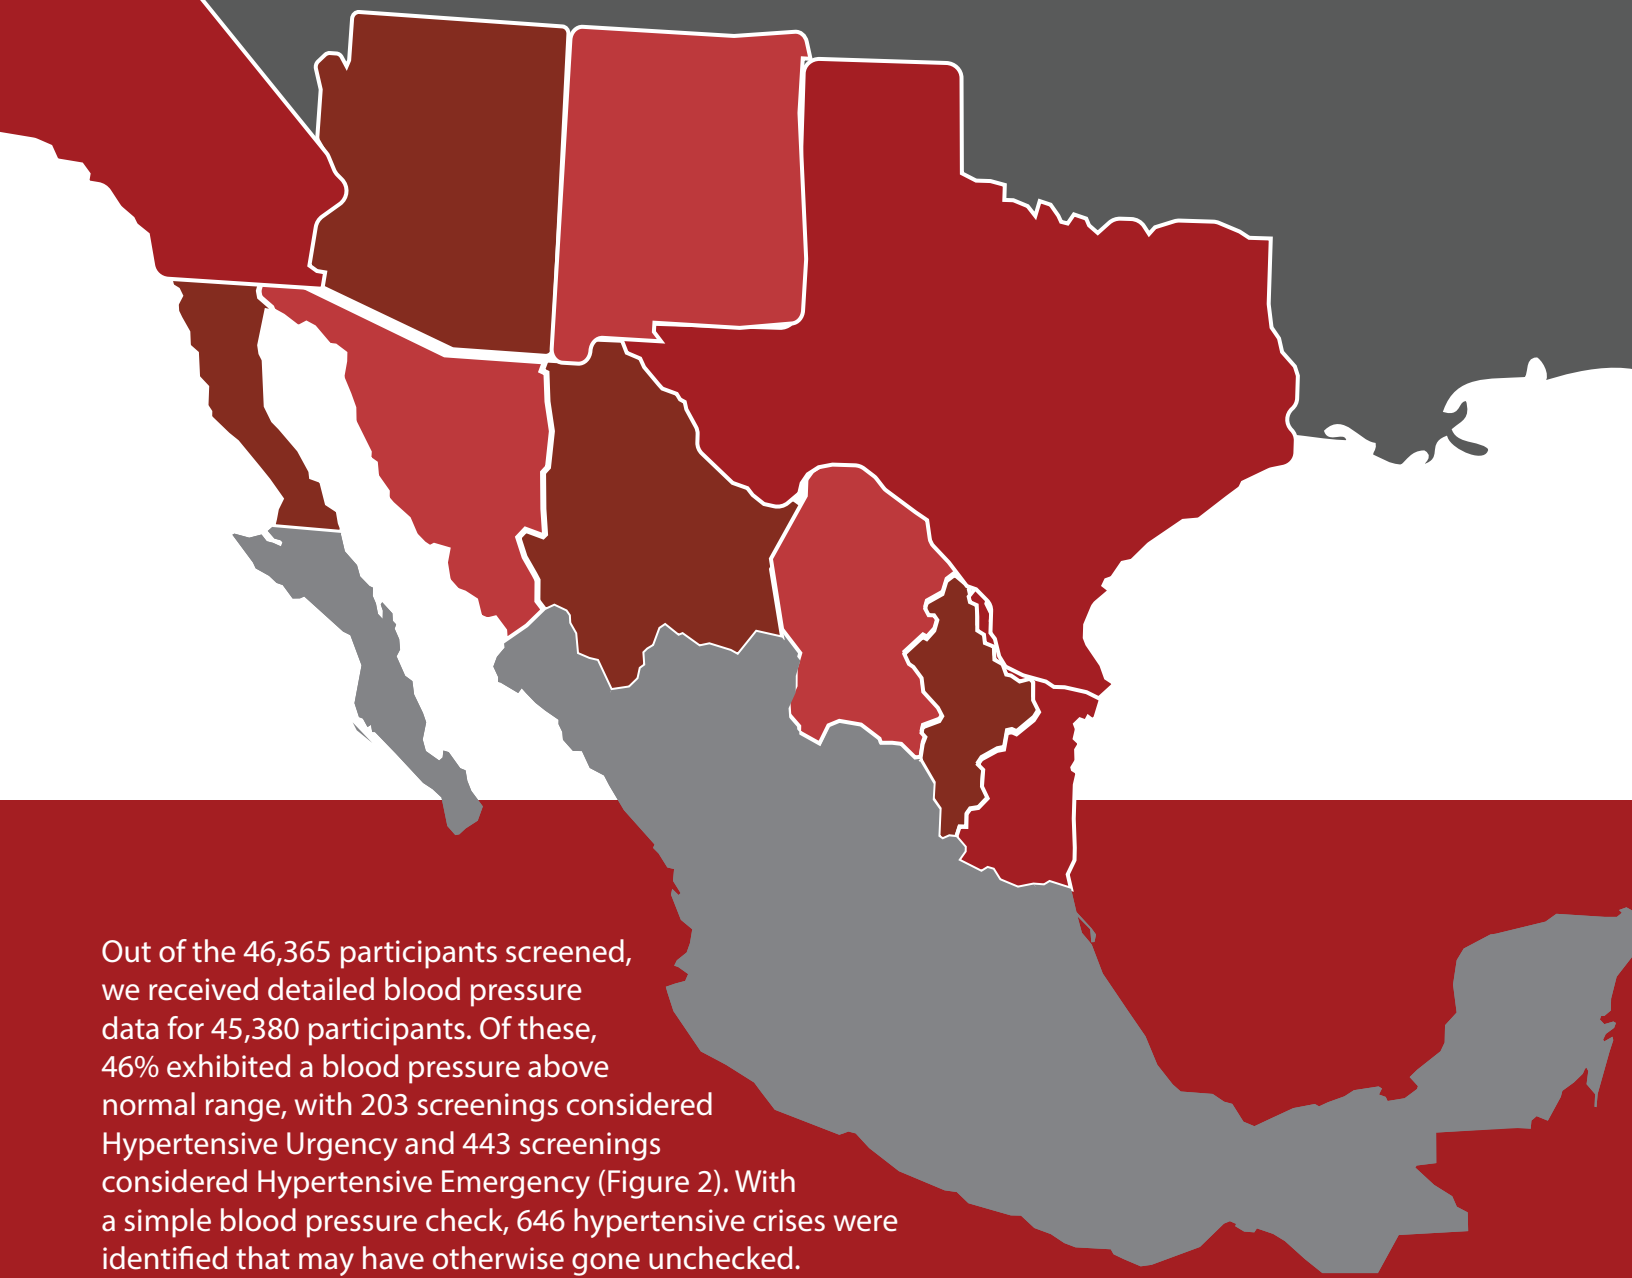 Out of the 46,365 participants screened,
we received detailed blood pressure
data for 45,380 participants. Of these,
46% exhibited a blood pressure above
normal range, with 203 screenings considered
Hypertensive Urgency and 443 screenings
considered Hypertensive Emergency (Figure 2). With
a simple blood pressure check, 646 hypertensive crises were
identified that may have otherwise gone unchecked.